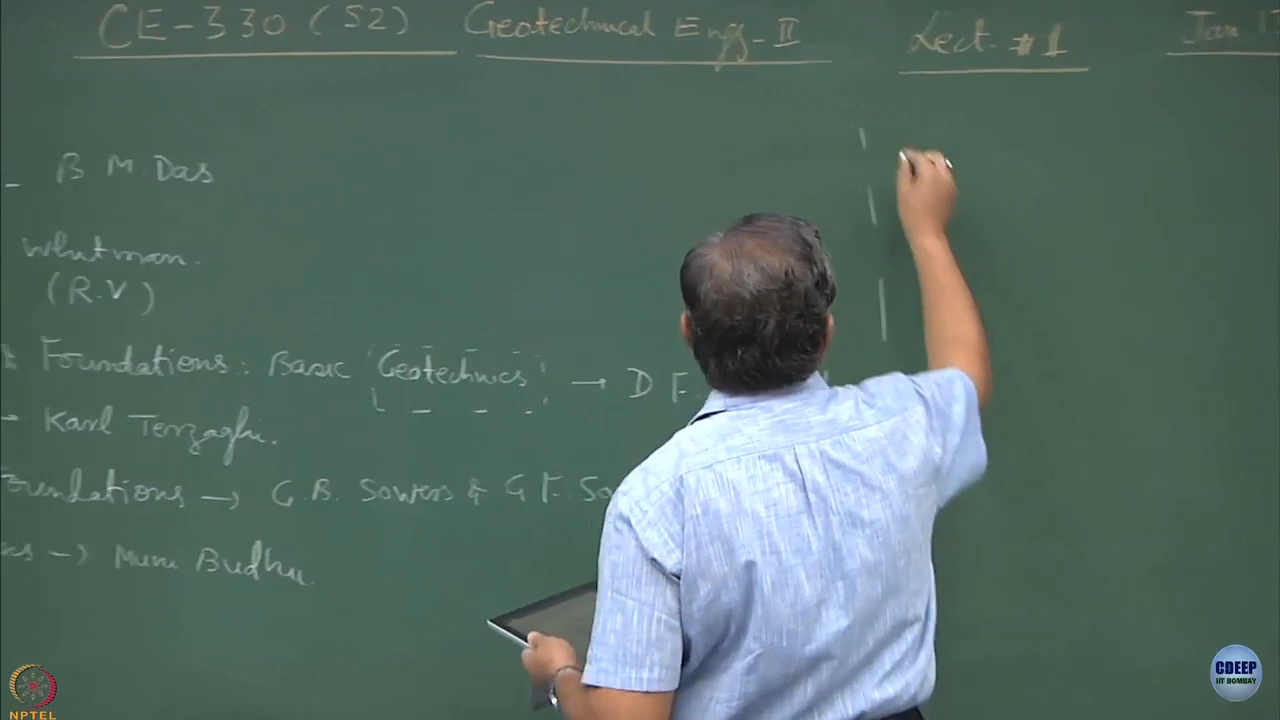 CE-330 (S2) Geotechnical Engg-II Lect. #1 Jan
- B. M. Das
Whitman.
(R.V)
Foundations: Basic Geotechnics → D F.
→ Karl Terzaghi.
Foundations → G.B. Sowers & G F. So
→ Muni Budhu.
NPTEL
CDEEP
IIT BOMBAY